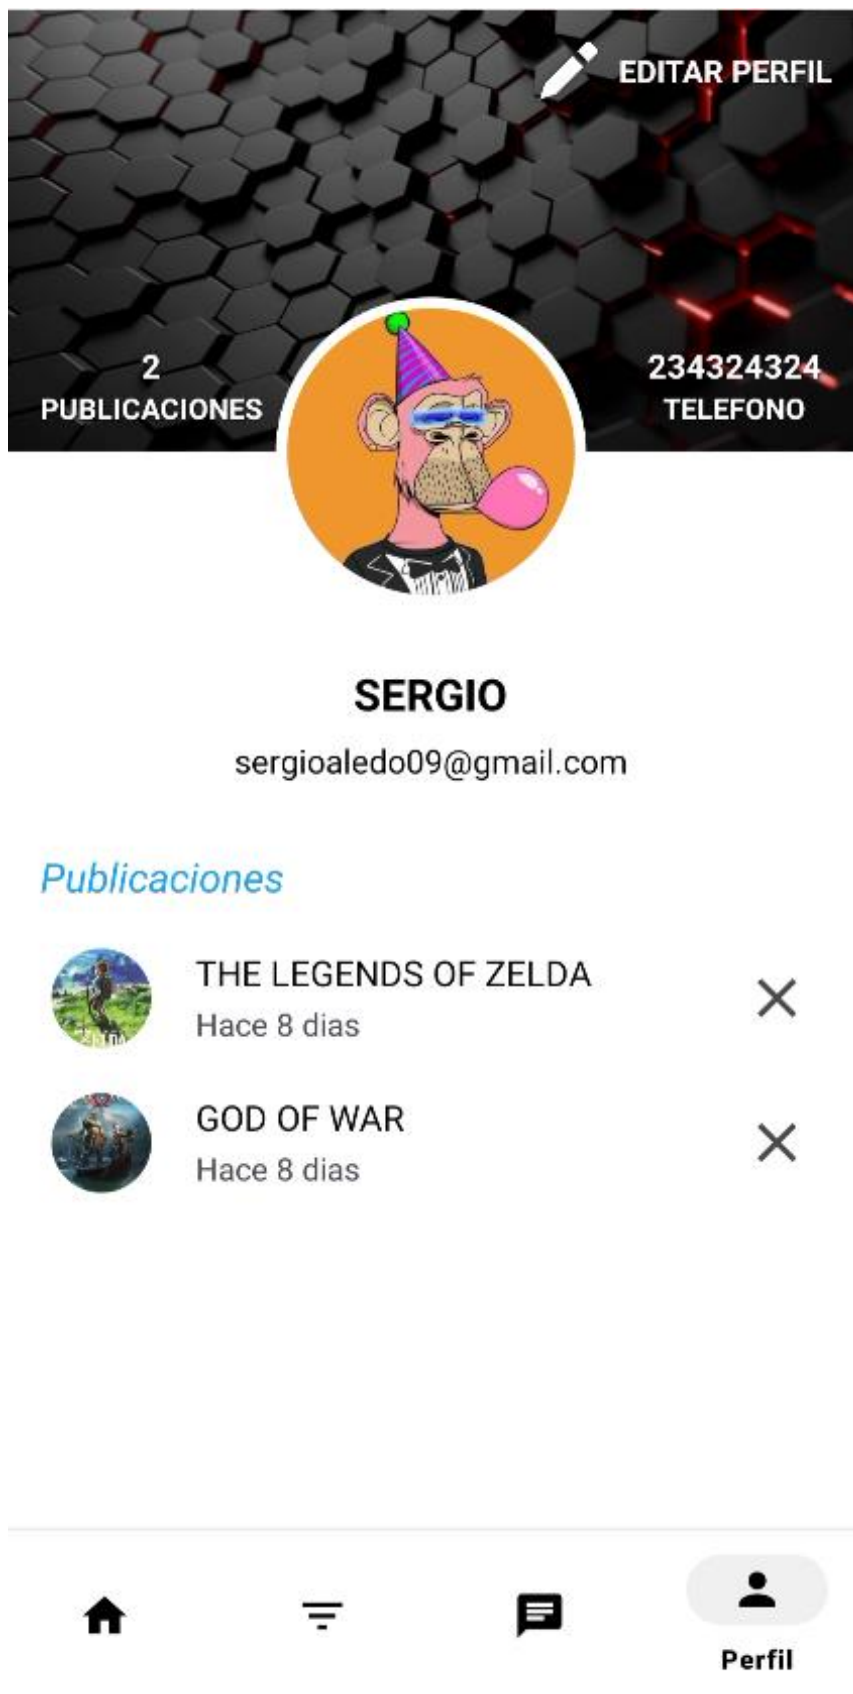 EDITAR PERFIL
2
PUBLICACIONES
234324324
TELEFONO
SERGIO
sergioaledo09@gmail.com
Publicaciones
THE LEGENDS OF ZELDA
Hace 8 dias
ZELDA
GOD OF WAR
Hace 8 dias
Perfil